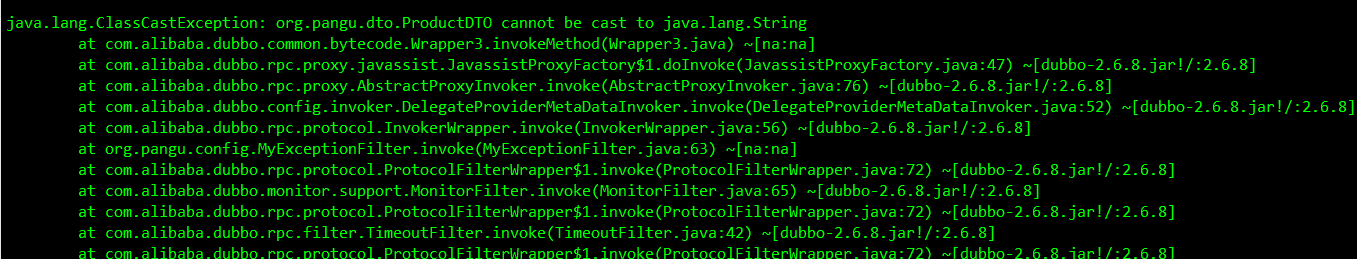 java.lang.ClassCastException: org.pangu.dto.ProductDTO cannot be cast to java.lang.String
at com.alibaba.dubbo.common.bytecode.Wrapper3.invokeMethod(Wrapper3.java) ~[na:na]
at com.alibaba.dubbo.rpc.proxy.javassist.JavassistProxyFactory$1.doInvoke(JavassistProxyFactory.java:47) ~[dubbo-2.6.8.jar!/:2.6.8]
at com.alibaba.dubbo.rpc.proxy.AbstractProxyInvoker.invoke(AbstractProxyInvoker.java:76) ~[dubbo-2.6.8.jar!/:2.6.8]
at com.alibaba.dubbo.config.invoker.DelegateProviderMetaDataInvoker.invoke(DelegateProviderMetaDataInvoker.java:52) ~[dubbo-2.6.8.jar!/:2.6.8]
at com.alibaba.dubbo.rpc.protocol.InvokerWrapper.invoke(InvokerWrapper.java:56) ~[dubbo-2.6.8.jar!/:2.6.8]
at org.pangu.config.MyExceptionFilter.invoke(MyExceptionFilter.java:63) ~[na:na]
at com.alibaba.dubbo.rpc.protocol.ProtocolFilterWrapper$1.invoke(ProtocolFilterWrapper.java:72) ~[dubbo-2.6.8.jar!/:2.6.8]
at com.alibaba.dubbo.monitor.support.MonitorFilter.invoke(MonitorFilter.java:65) ~[dubbo-2.6.8.jar!/:2.6.8]
at com.alibaba.dubbo.rpc.protocol.ProtocolFilterWrapper$1.invoke(ProtocolFilterWrapper.java:72) ~[dubbo-2.6.8.jar!/:2.6.8]
at com.alibaba.dubbo.rpc.filter.TimeoutFilter.invoke(TimeoutFilter.java:42) ~[dubbo-2.6.8.jar!/:2.6.8]
at com.alibaba.dubbo.rpc.protocol.ProtocolFilterWrapper$1.invoke(ProtocolFilterWrapper.java:72) ~[dubbo-2.6.8.jar!/:2.6.8]